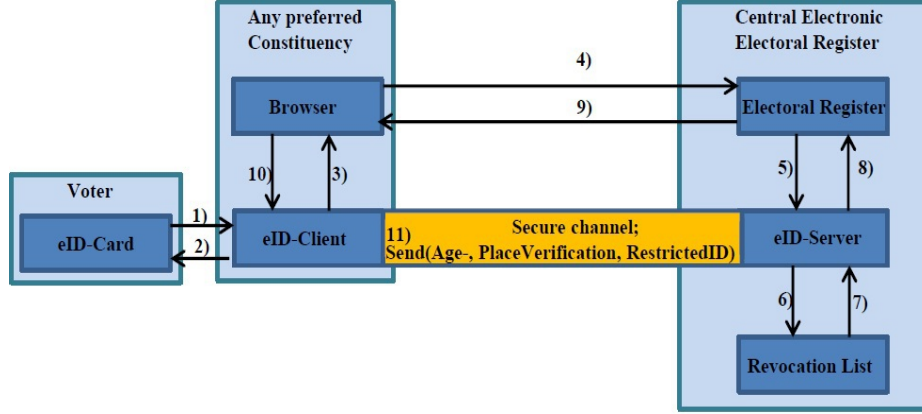 Any preferred
Constituency
Central Electronic
Electoral Register
4)
Browser
Electoral Register
9)
10)
3)
5)
8)
Voter
1)
eID-Card
2)
eID-Client
11)
Secure channel;
Send(Age-, PlaceVerification, RestrictedID)
eID-Server
6)
7)
Revocation List